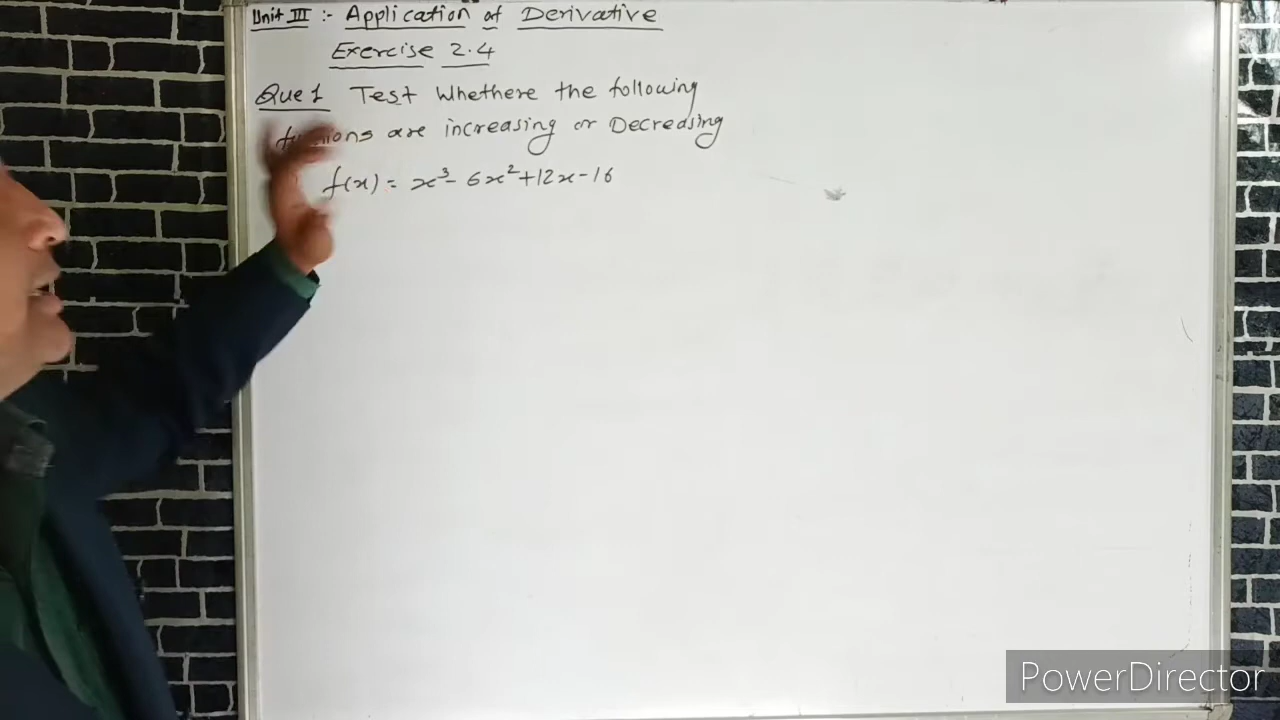 Unit III :- Application of Derivative
Exercise 2.4
Que 1 Test Whethere the following
are increasing or Decreasing
f(x) = x³ - 6x² + 12x - 16
PowerDirector